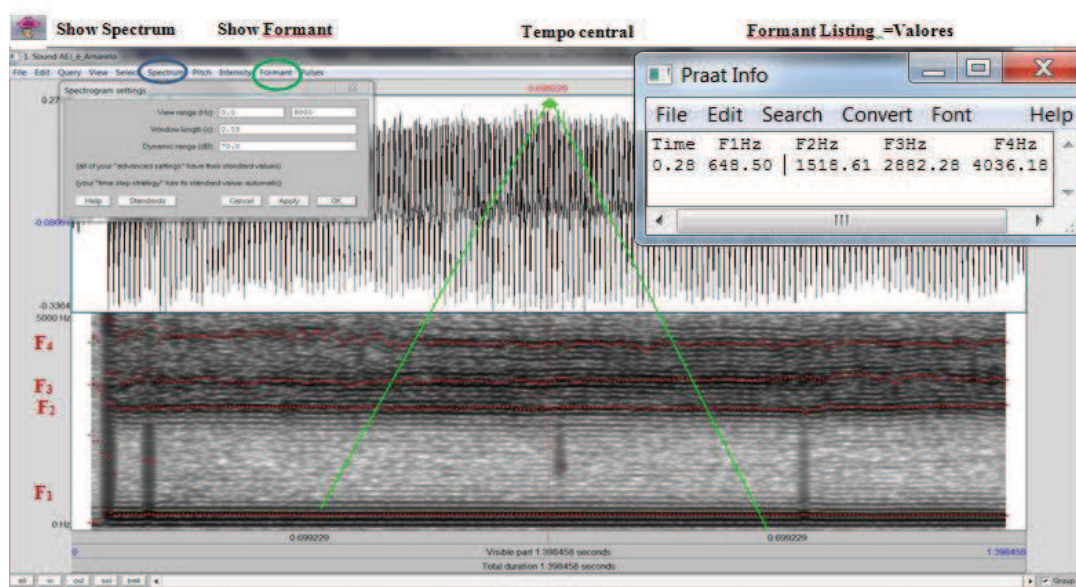 Show Spectrum Show Formant Tempo central Formant Listing =Valores
1. Sound AEI_é_Amarelo
File Edit Query View Select Spectrum Pitch Intensity Formant Pulses
Spectrogram settings
View range (Hz): 0.0 5000
Window length (s): 0.05
Dynamic range (dB): 70.0
(all of your "advanced settings" have their standard values)
(your "time step strategy" has its standard value: automatic)
Help Standards Cancel Apply OK
0.699229
Praat Info
File Edit Search Convert Font Help
Time F1Hz F2Hz F3Hz F4Hz
0.28 648.50 1518.61 2882.28 4036.18
-0.3364
5000 Hz
F4
F3
F2
F1
0 Hz
0.699229 0.699229
0 Visible part 1.398458 seconds 1.398458
Total duration 1.398458 seconds
all in out sel bak Group